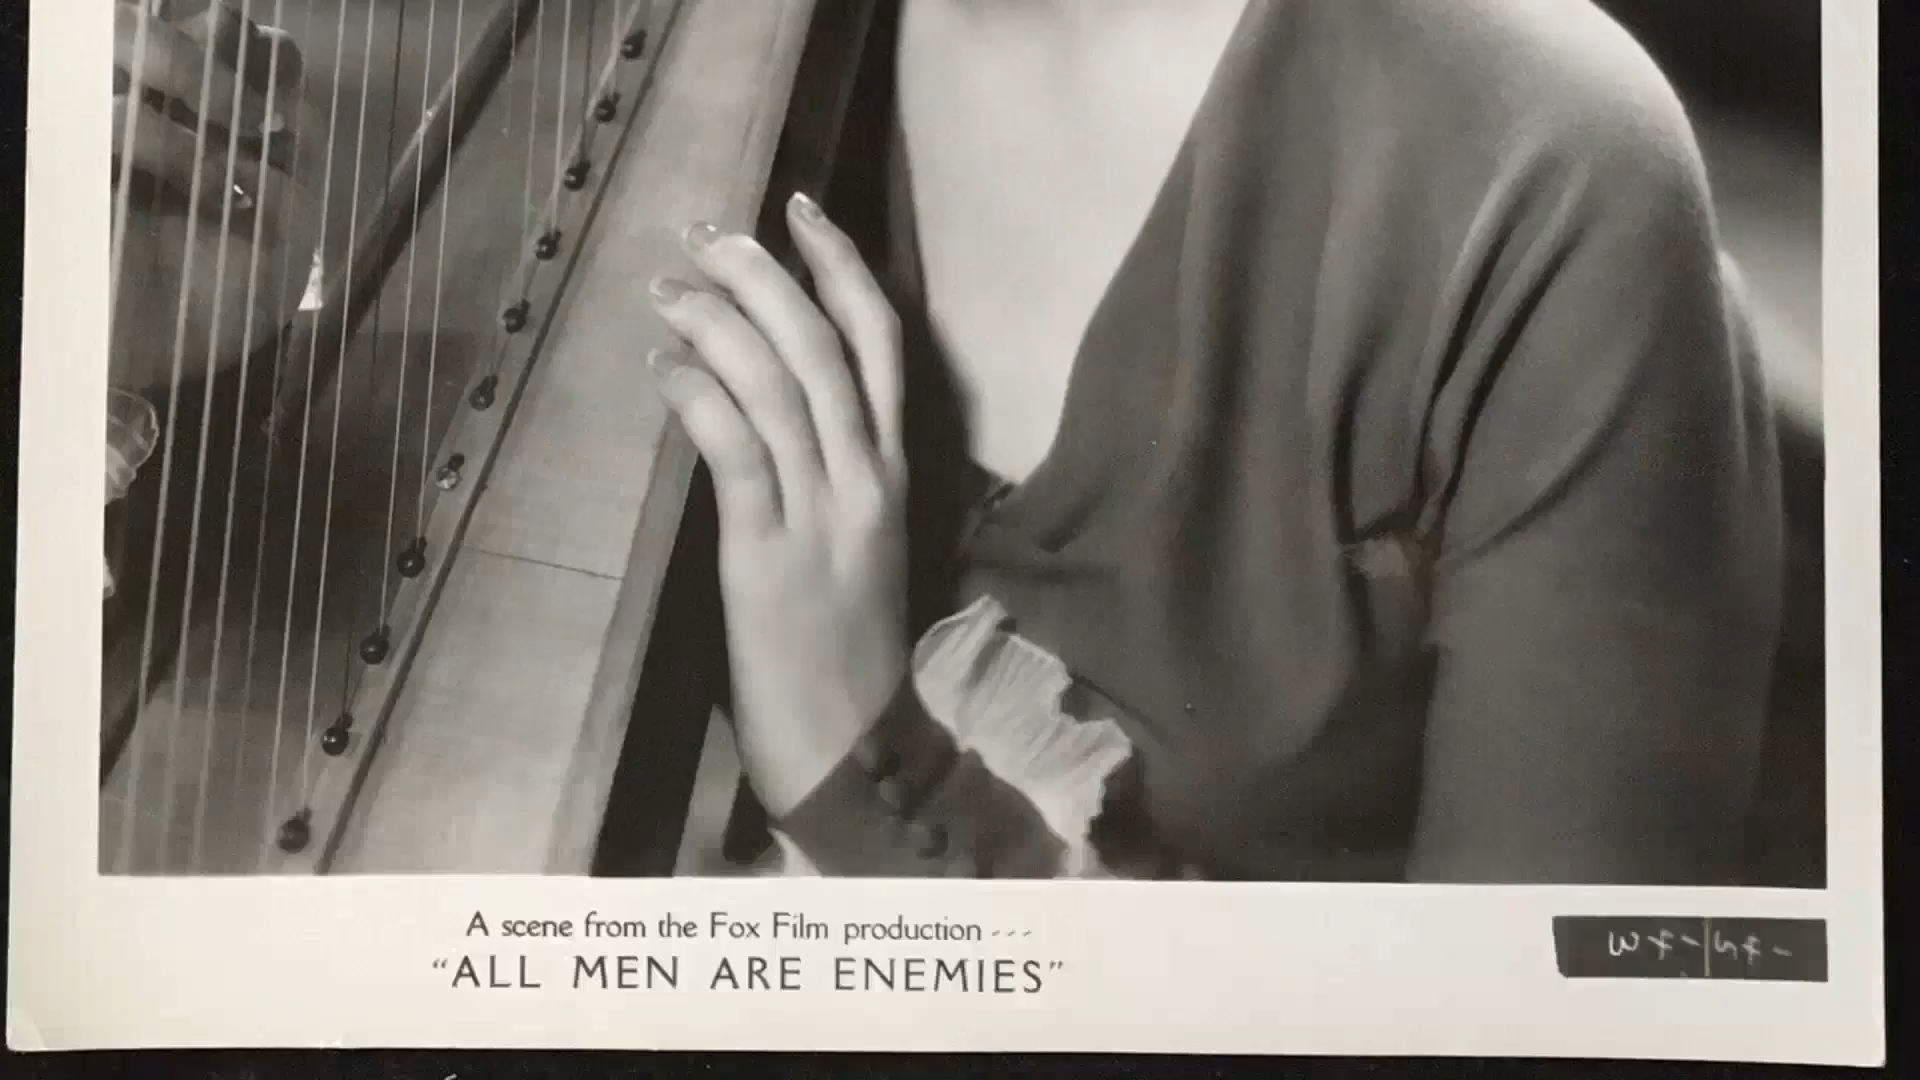 A scene from the Fox Film production - - -
"ALL MEN ARE ENEMIES"